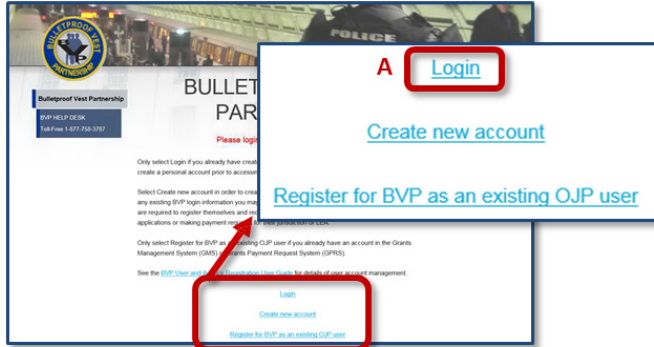 BULLETPROOF VEST
PARTNERSHIP
POLICE
Bulletproof Vest Partnership
BVP HELP DESK
Toll-Free 1-877-758-3787
BULLET
PAR
Please login
Only select Login if you already have creat
create a personal account prior to accessin
Select Create new account in order to crea
any existing BVP login information you may
are required to register themselves and req
applications or making payment requests for their jurisdiction or LEA.
Only select Register for BVP as an existing OJP user if you already have an account in the Grants
Management System (GMS) or Grants Payment Request System (GPRS).
See the BVP User and Registration User Guide for details of user account management.
Login
Create new account
Register for BVP as an existing OJP user
A
Login
Create new account
Register for BVP as an existing OJP user